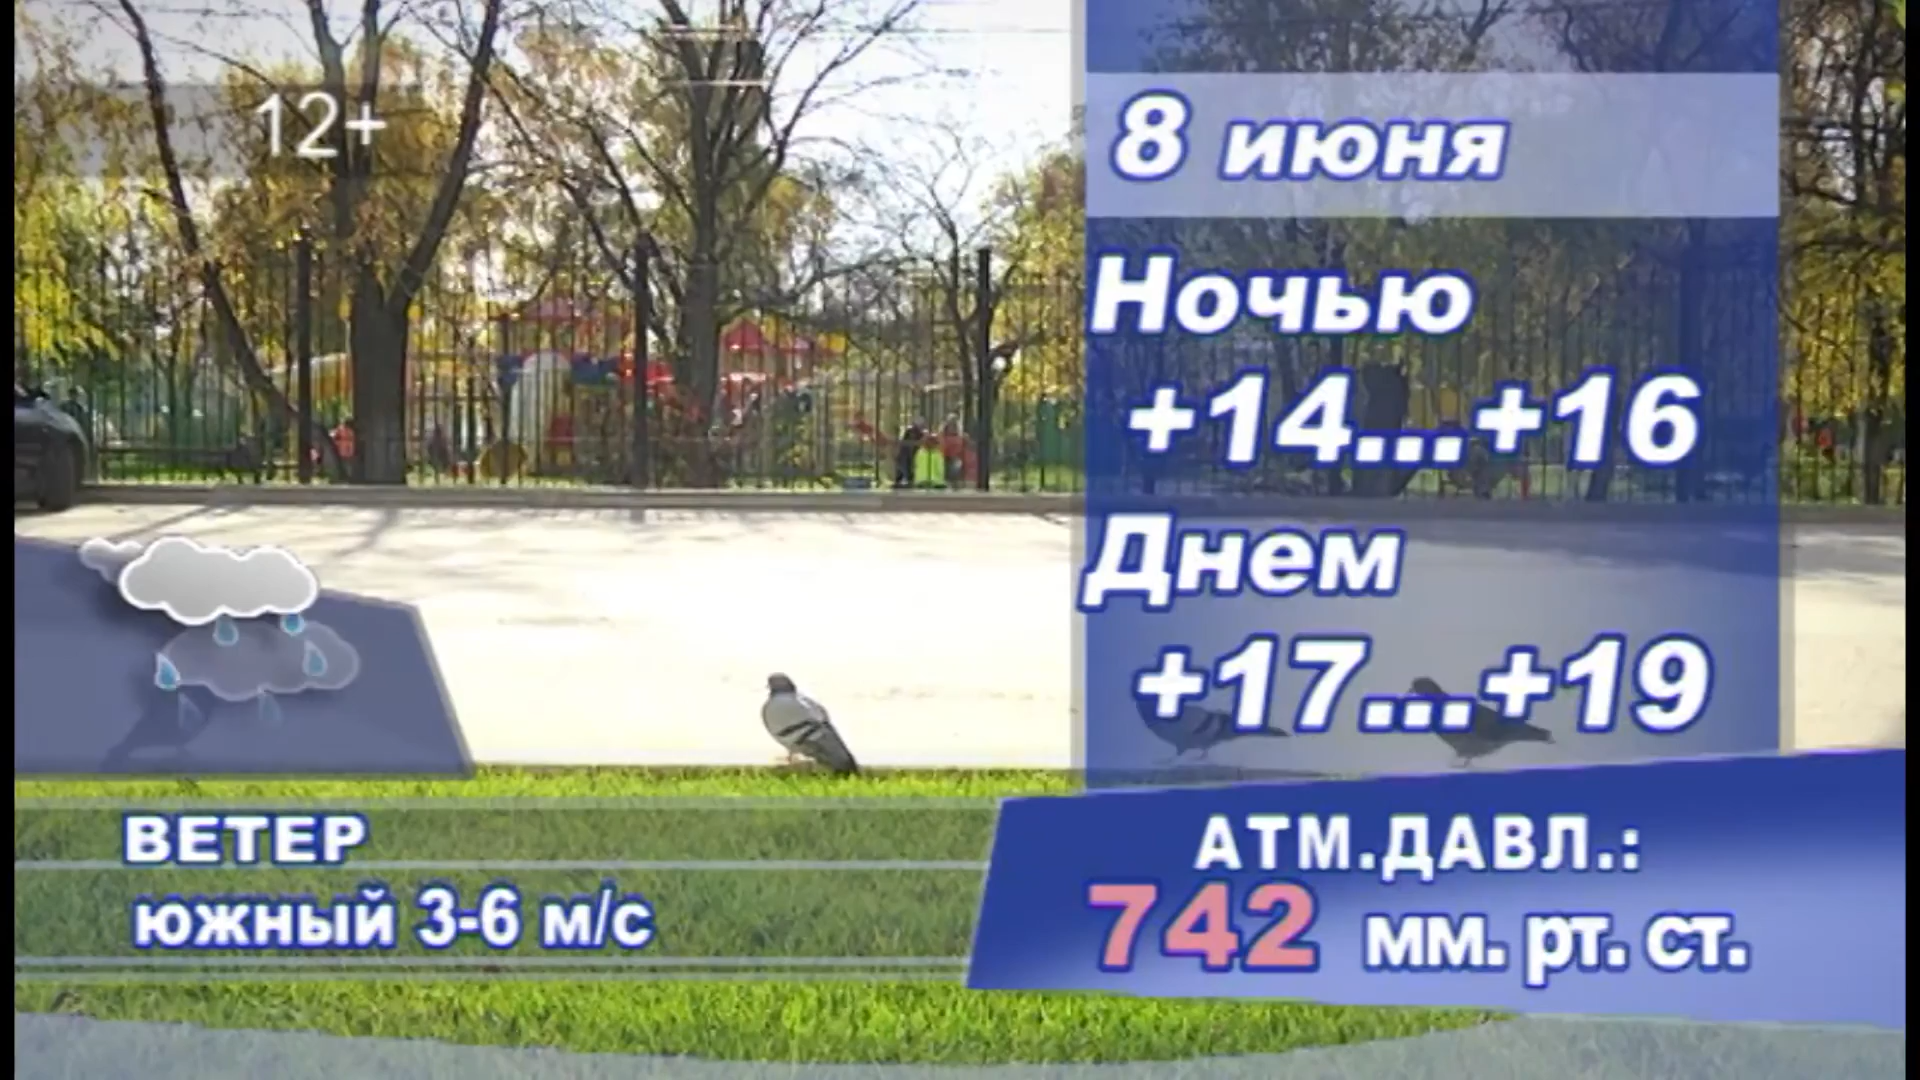 12+
8 июня
Ночью
+14...+16
Днем
+17...+19
ВЕТЕР
южный 3-6 м/с
АТМ.ДАВЛ.:
742 мм. рт. ст.